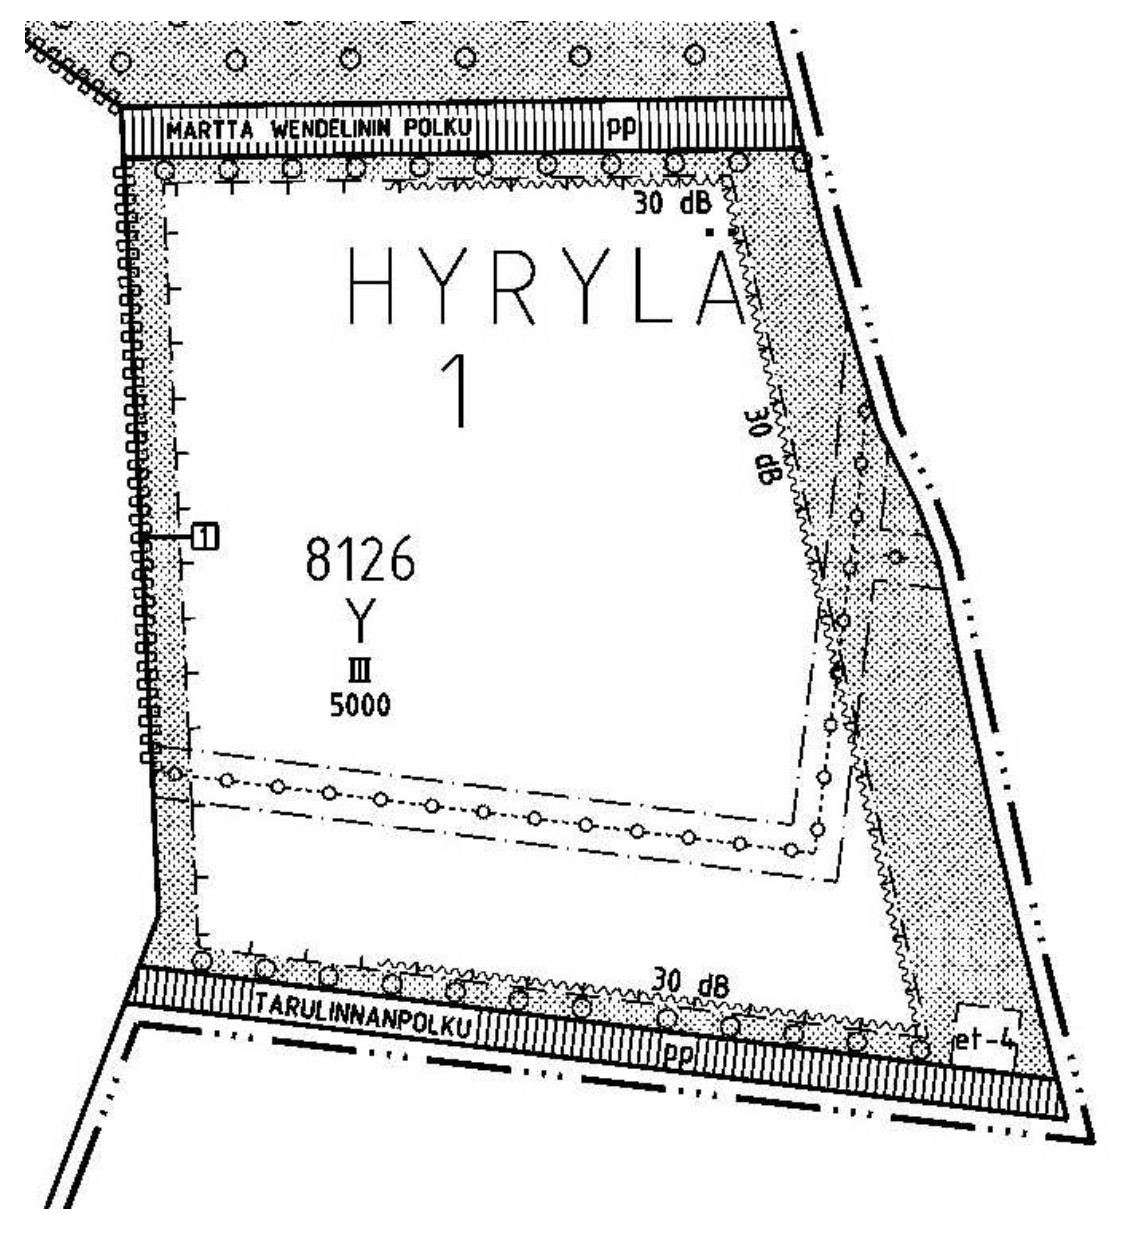 MARTTA WENDELININ POLKU pp
30 dB
HYRYLÄ
1
30 dB
1
8126
Y
III
5000
30 dB
TARULINNANPOLKU
pp
et-4